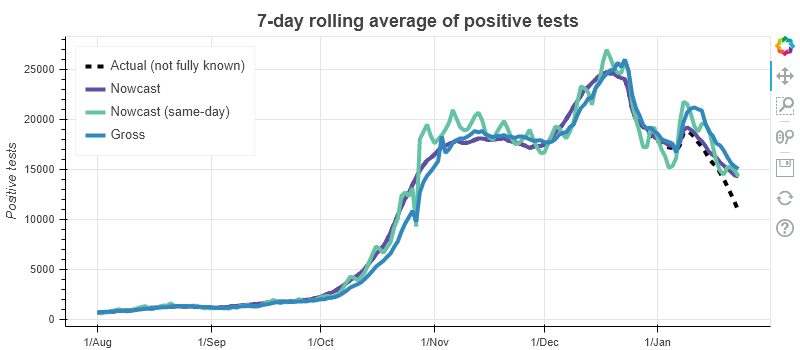 7-day rolling average of positive tests
Actual (not fully known)
Nowcast
Nowcast (same-day)
Gross
Positive tests
25000
20000
15000
10000
5000
0
1/Aug
1/Sep
1/Oct
1/Nov
1/Dec
1/Jan